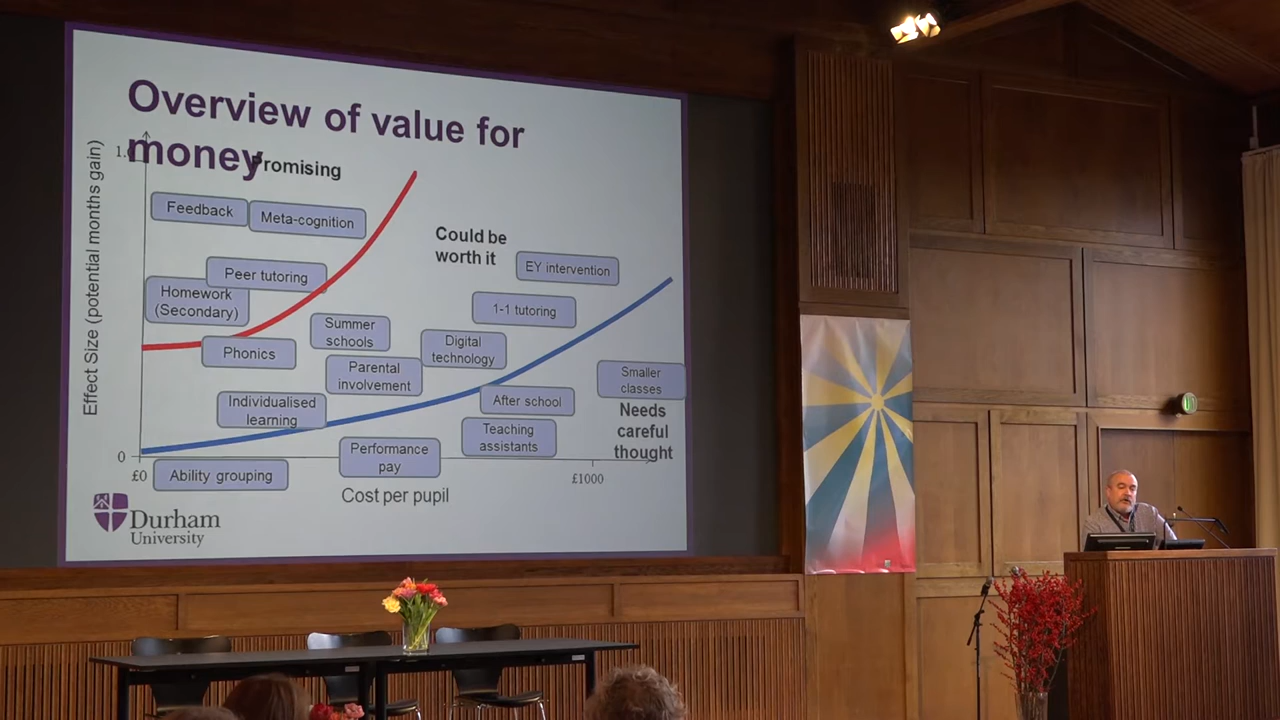 Overview of value for
money
1.
Promising
Effect Size (potential months gain)
Feedback
Meta-cognition
Could be
worth it
EY intervention
Peer tutoring
Homework
(Secondary)
1-1 tutoring
Summer
schools
Digital
technology
Phonics
Parental
involvement
Smaller
classes
Individualised
learning
After school
Needs
careful
thought
Teaching
assistants
Performance
pay
0
£0
Ability grouping
£1000
Cost per pupil
Durham
University